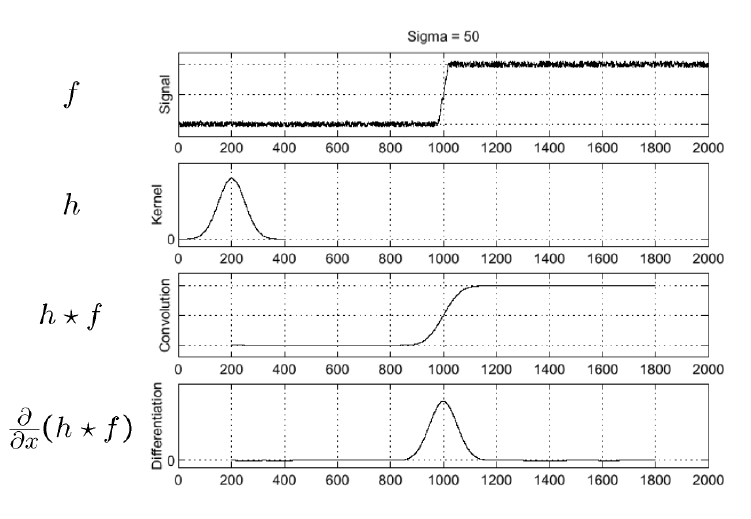 Sigma = 50
f
Signal
0 200 400 600 800 1000 1200 1400 1600 1800 2000
h
Kernel
0
0 200 400 600 800 1000 1200 1400 1600 1800 2000
h ⋆ f
Convolution
0 200 400 600 800 1000 1200 1400 1600 1800 2000
∂/∂x (h ⋆ f)
Differentiation
0
0 200 400 600 800 1000 1200 1400 1600 1800 2000